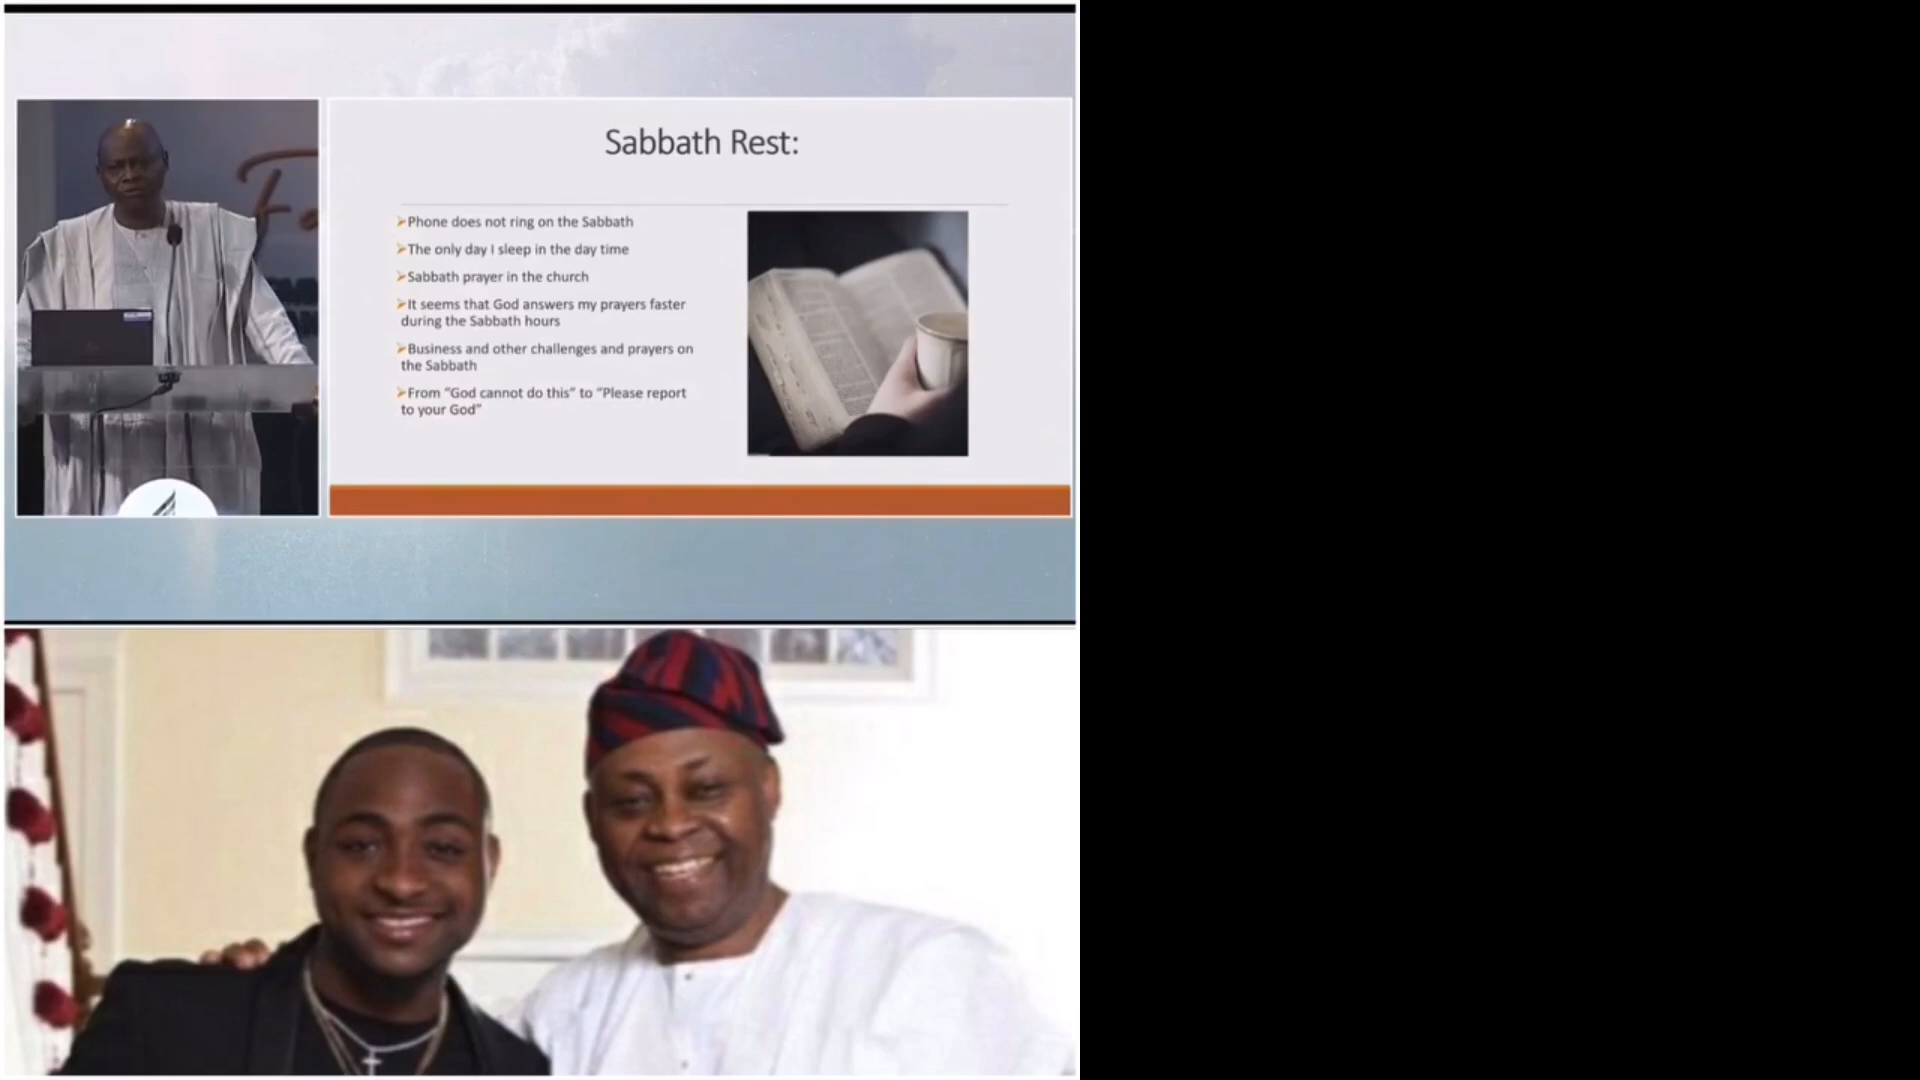 Sabbath Rest:
➢Phone does not ring on the Sabbath
➢The only day I sleep in the day time
➢Sabbath prayer in the church
➢It seems that God answers my prayers faster
during the Sabbath hours
➢Business and other challenges and prayers on
the Sabbath
➢From “God cannot do this” to “Please report
to your God”